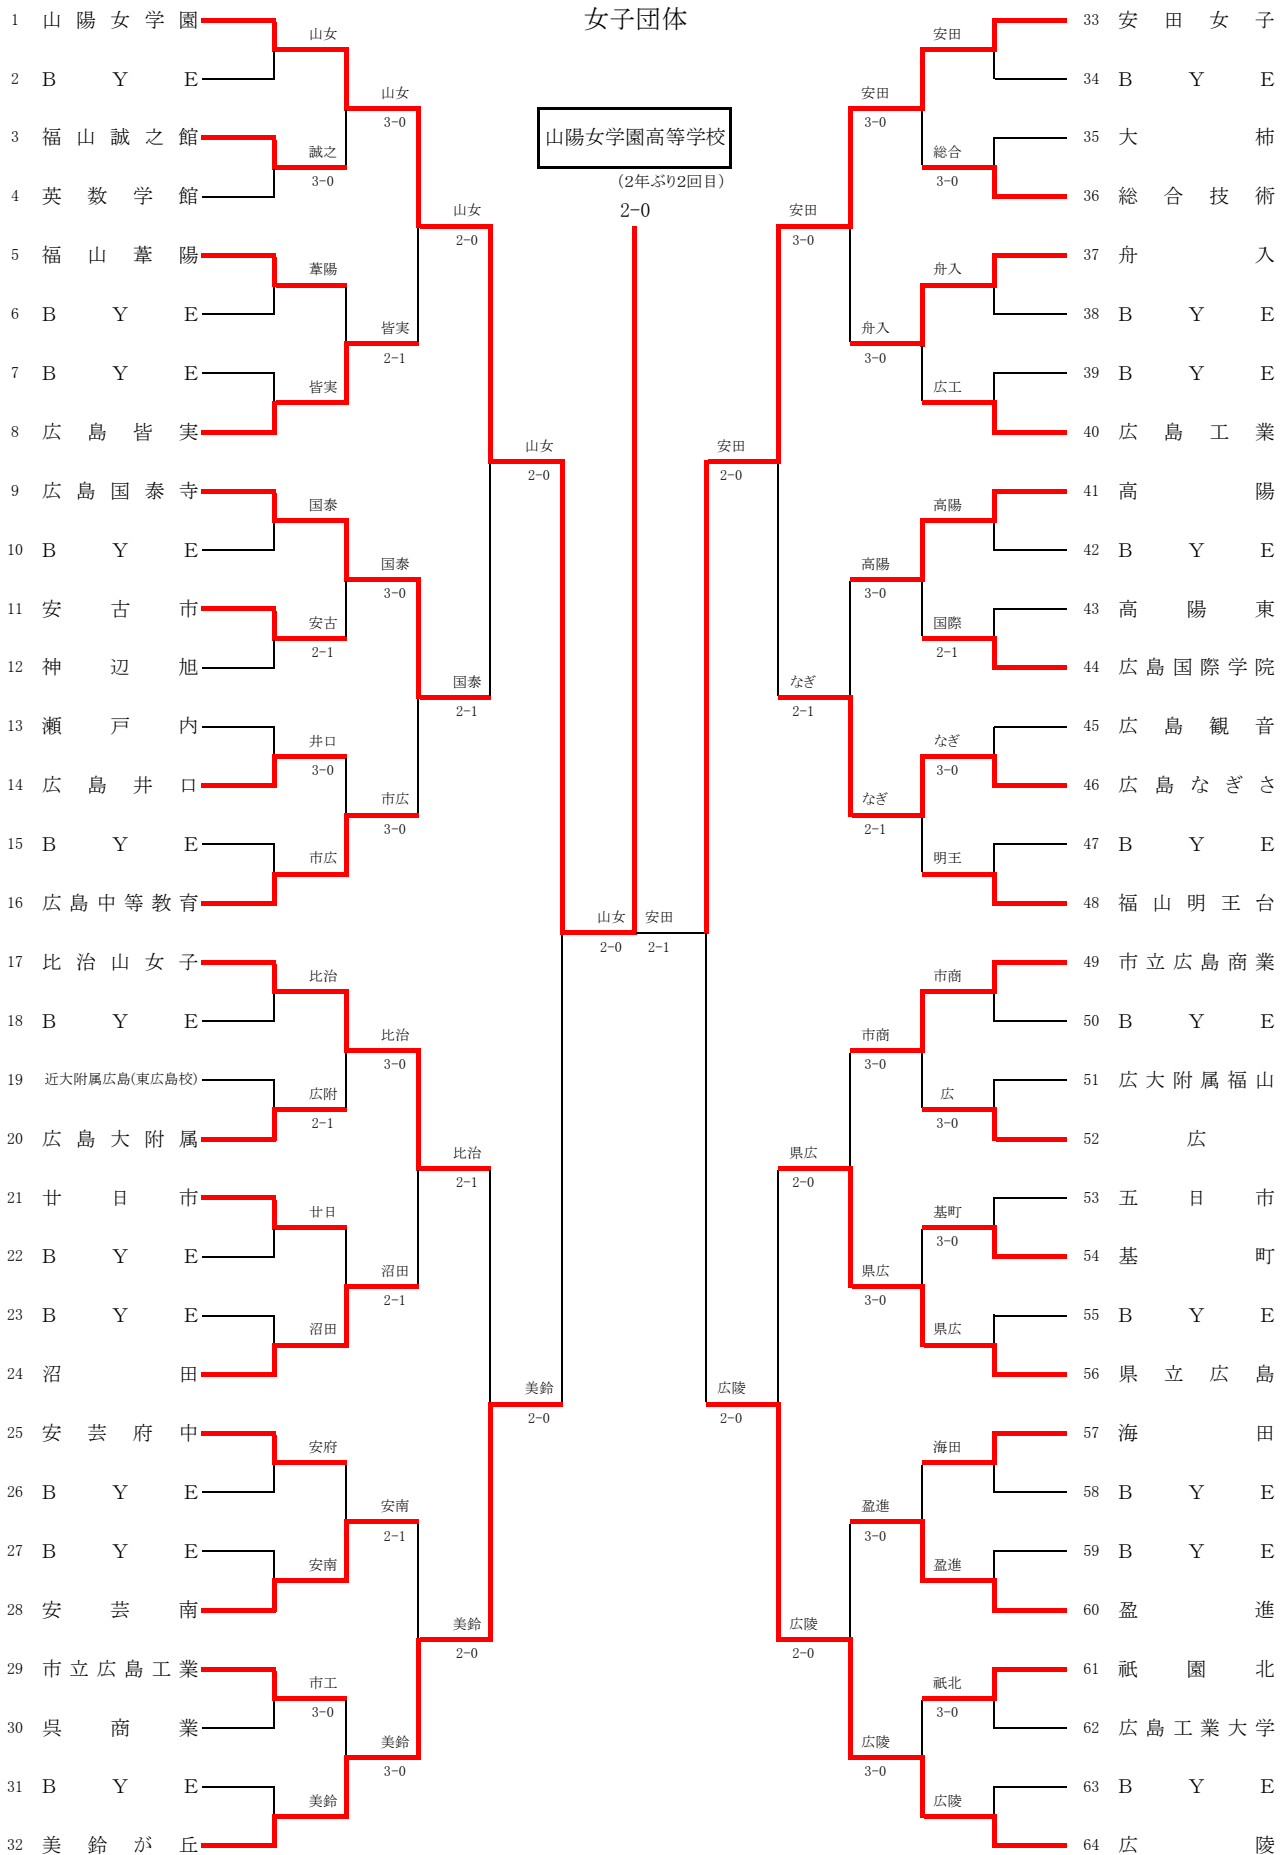 女子団体
山陽女学園高等学校
(2年ぶり2回目)
2-0
1 山陽女学園
2 BYE
3 福山誠之館
4 英数学館
5 福山葦陽
6 BYE
7 BYE
8 広島皆実
9 広島国泰寺
10 BYE
11 安古市
12 神辺旭
13 瀬戸内
14 広島井口
15 BYE
16 広島中等教育
17 比治山女子
18 BYE
19 近大附属広島(東広島校)
20 広島大附属
21 廿日市
22 BYE
23 BYE
24 沼田
25 安芸府中
26 BYE
27 BYE
28 安芸南
29 市立広島工業
30 呉商業
31 BYE
32 美鈴が丘
山女
誠之
3-0
葦陽
皆実
国泰
安古
2-1
井口
3-0
市広
比治
広附
2-1
廿日
沼田
安府
安南
市工
3-0
美鈴
山女
3-0
皆実
2-1
国泰
3-0
市広
3-0
比治
3-0
沼田
2-1
安南
2-1
美鈴
3-0
山女
2-0
国泰
2-1
比治
2-1
美鈴
2-0
山女
2-0
美鈴
2-0
山女
2-0
安田
2-1
安田
2-0
広陵
2-0
安田
3-0
なぎ
2-1
県広
2-0
広陵
2-0
安田
3-0
舟入
3-0
高陽
3-0
なぎ
2-1
市商
3-0
県広
3-0
盈進
3-0
広陵
3-0
安田
総合
3-0
舟入
広工
高陽
国際
2-1
なぎ
3-0
明王
市商
広
3-0
基町
3-0
県広
海田
盈進
祇北
3-0
広陵
33 安田女子
34 BYE
35 大柿
36 総合技術
37 舟入
38 BYE
39 BYE
40 広島工業
41 高陽
42 BYE
43 高陽東
44 広島国際学院
45 広島観音
46 広島なぎさ
47 BYE
48 福山明王台
49 市立広島商業
50 BYE
51 広大附属福山
52 広
53 五日市
54 基町
55 BYE
56 県立広島
57 海田
58 BYE
59 BYE
60 盈進
61 祇園北
62 広島工業大学
63 BYE
64 広陵